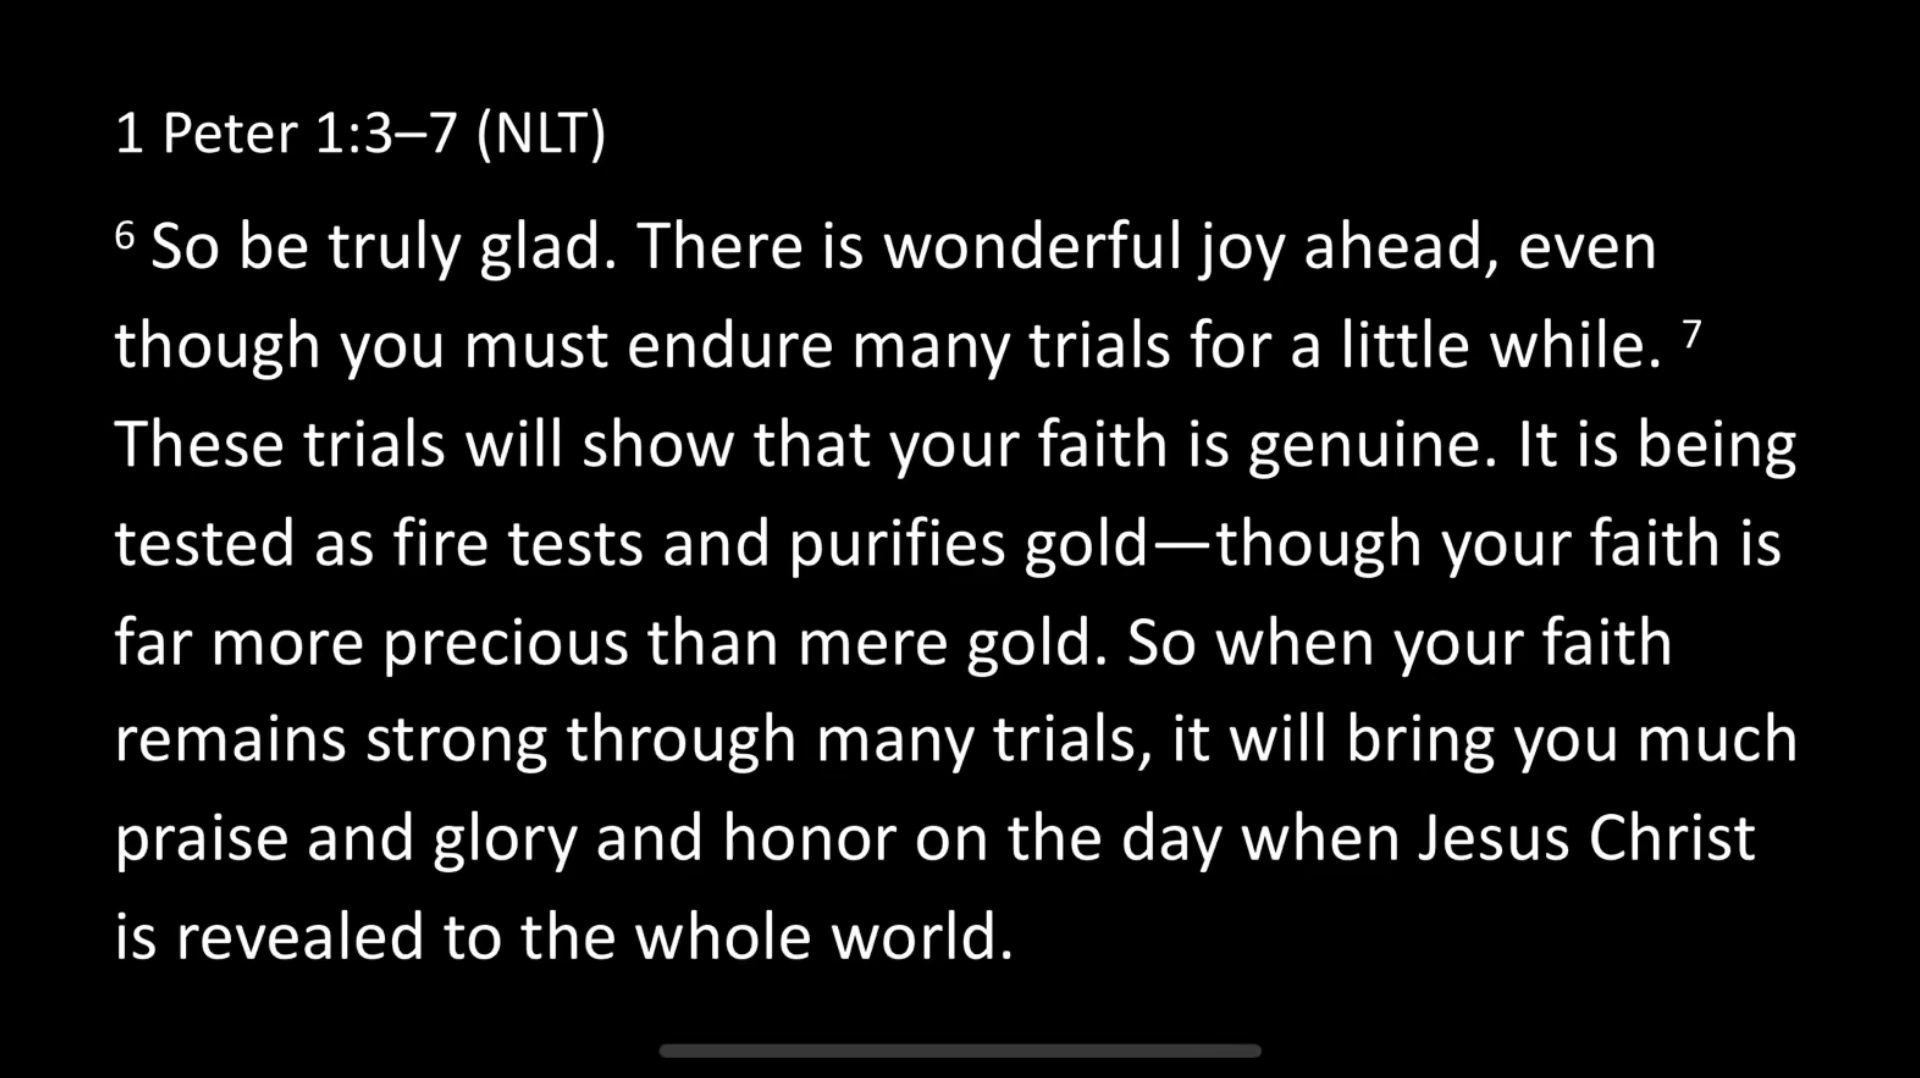 1 Peter 1:3–7 (NLT)
6 So be truly glad. There is wonderful joy ahead, even
though you must endure many trials for a little while. 7
These trials will show that your faith is genuine. It is being
tested as fire tests and purifies gold—though your faith is
far more precious than mere gold. So when your faith
remains strong through many trials, it will bring you much
praise and glory and honor on the day when Jesus Christ
is revealed to the whole world.